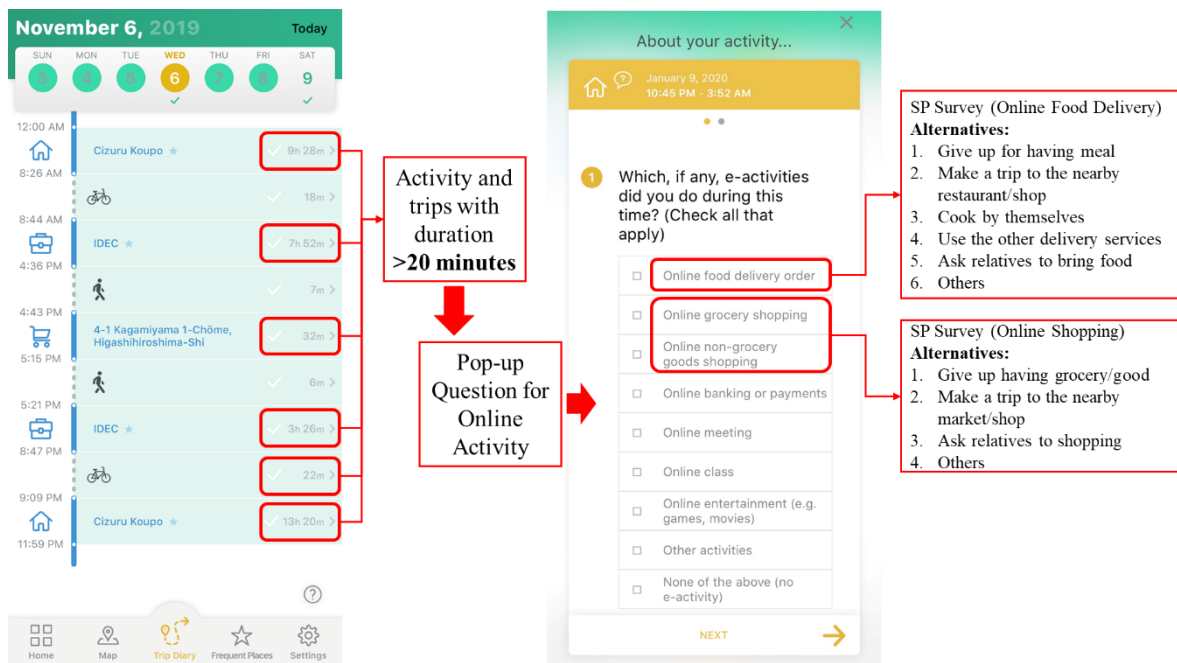 November 6, 2019
Today
SUN MON TUE WED THU FRI SAT
3 4 5 6 7 8 9
12:00 AM
Cizuru Koupo
9h 28m
8:26 AM
18m
8:44 AM
IDEC
7h 52m
4:36 PM
7m
4:43 PM
4-1 Kagamiyama 1-Chōme,
Higashihiroshima-Shi
32m
5:15 PM
6m
5:21 PM
IDEC
3h 26m
8:47 PM
22m
9:09 PM
Cizuru Koupo
13h 20m
11:59 PM
?
Home
Map
Trip Diary
Frequent Places
Settings
Activity and
trips with
duration
>20 minutes
Pop-up
Question for
Online
Activity
About your activity...
?
January 9, 2020
10:45 PM - 3:52 AM
1
Which, if any, e-activities
did you do during this
time? (Check all that
apply)
Online food delivery order
Online grocery shopping
Online non-grocery
goods shopping
Online banking or payments
Online meeting
Online class
Online entertainment (e.g.
games, movies)
Other activities
None of the above (no
e-activity)
NEXT
SP Survey (Online Food Delivery)
Alternatives:
1. Give up for having meal
2. Make a trip to the nearby
restaurant/shop
3. Cook by themselves
4. Use the other delivery services
5. Ask relatives to bring food
6. Others
SP Survey (Online Shopping)
Alternatives:
1. Give up having grocery/good
2. Make a trip to the nearby
market/shop
3. Ask relatives to shopping
4. Others